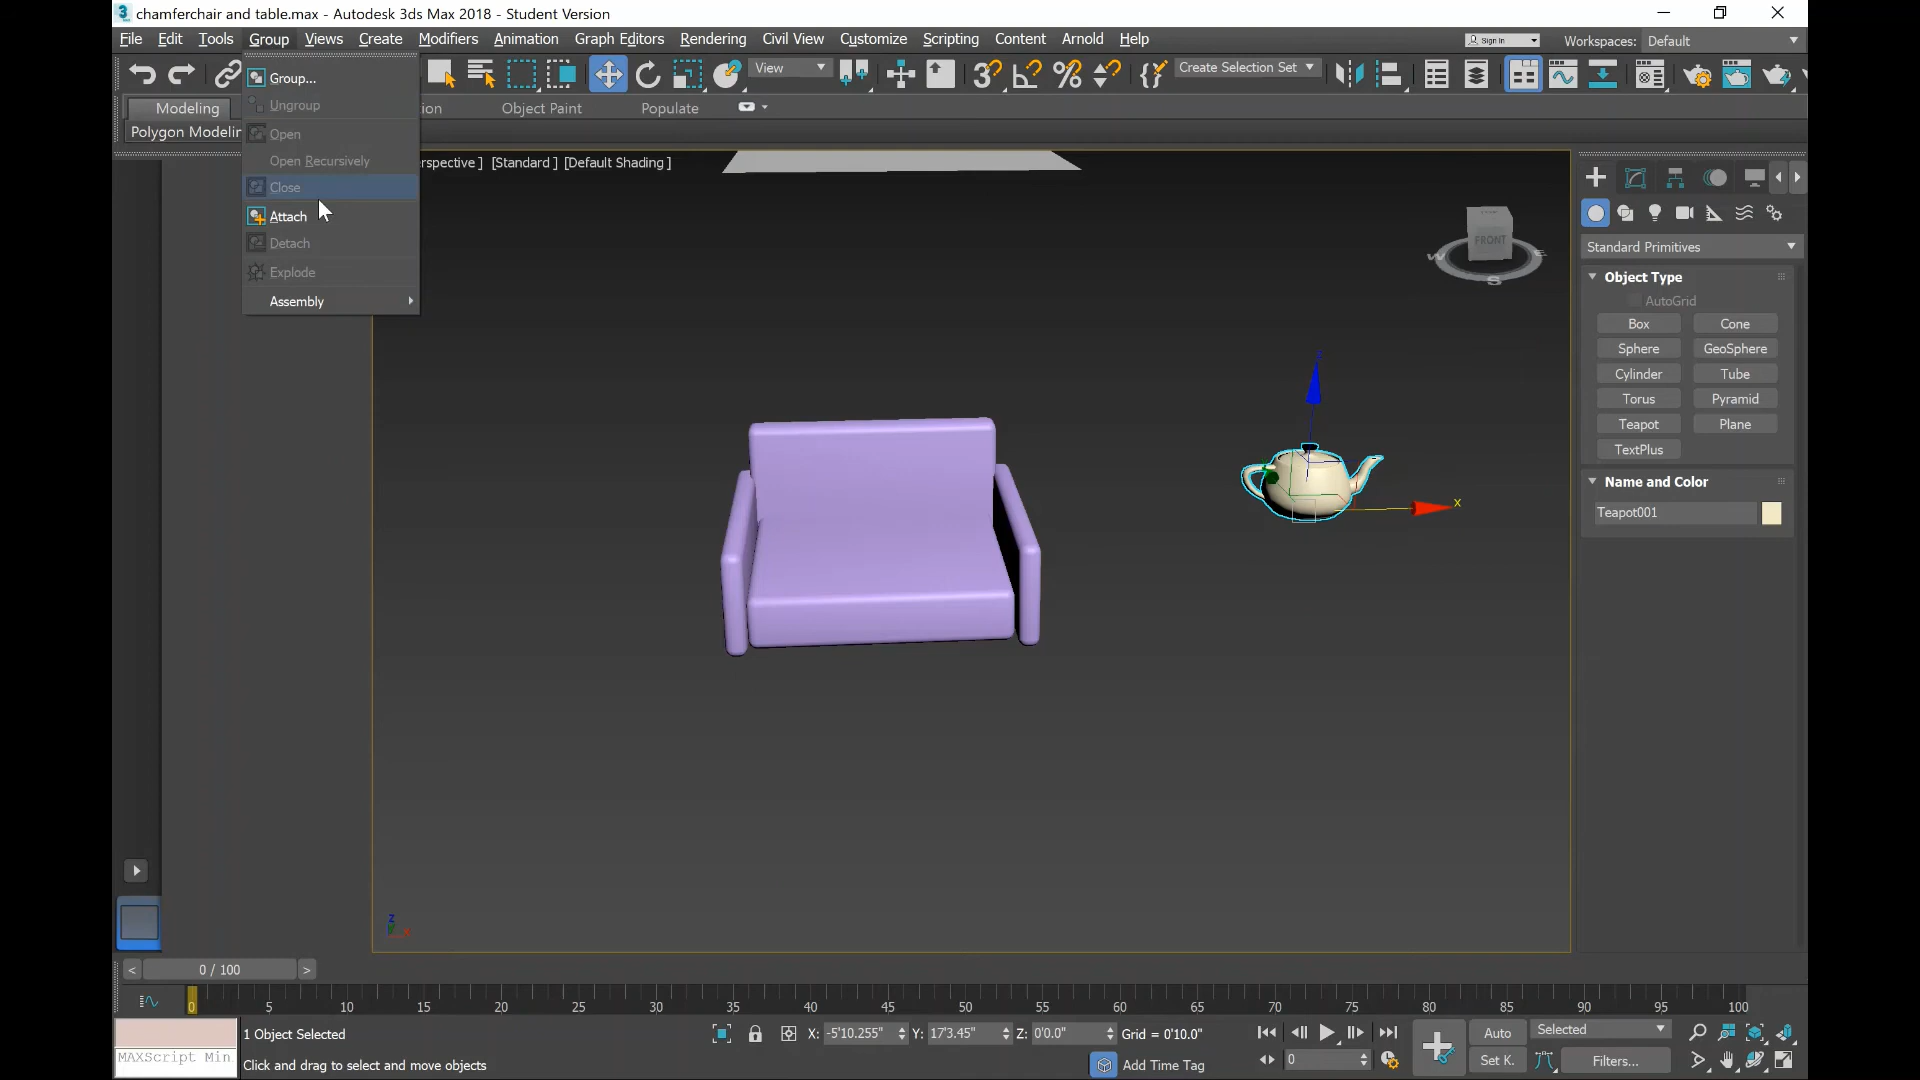 chamferchair and table.max - Autodesk 3ds Max 2018 - Student Version
File Edit Tools Group Views Create Modifiers Animation Graph Editors Rendering Civil View Customize Scripting Content Arnold Help
Sign In Workspaces: Default
View Create Selection Set
Modeling Object Paint Populate
Polygon Modelin
Group...
Ungroup
Open
Open Recursively
Close
Attach
Detach
Explode
Assembly
rspective ] [Standard ] [Default Shading ]
FRONT
W E
S
Standard Primitives
Object Type
AutoGrid
Box Cone
Sphere GeoSphere
Cylinder Tube
Torus Pyramid
Teapot Plane
TextPlus
Name and Color
Teapot001
x
z
< 0 / 100 >
0 5 10 15 20 25 30 35 40 45 50 55 60 65 70 75 80 85 90 95 100
1 Object Selected X: -5'10.255" Y: 17'3.45" Z: 0'0.0" Grid = 0'10.0" Auto Selected
MAXScript Min Click and drag to select and move objects Add Time Tag 0 Set K. Filters...